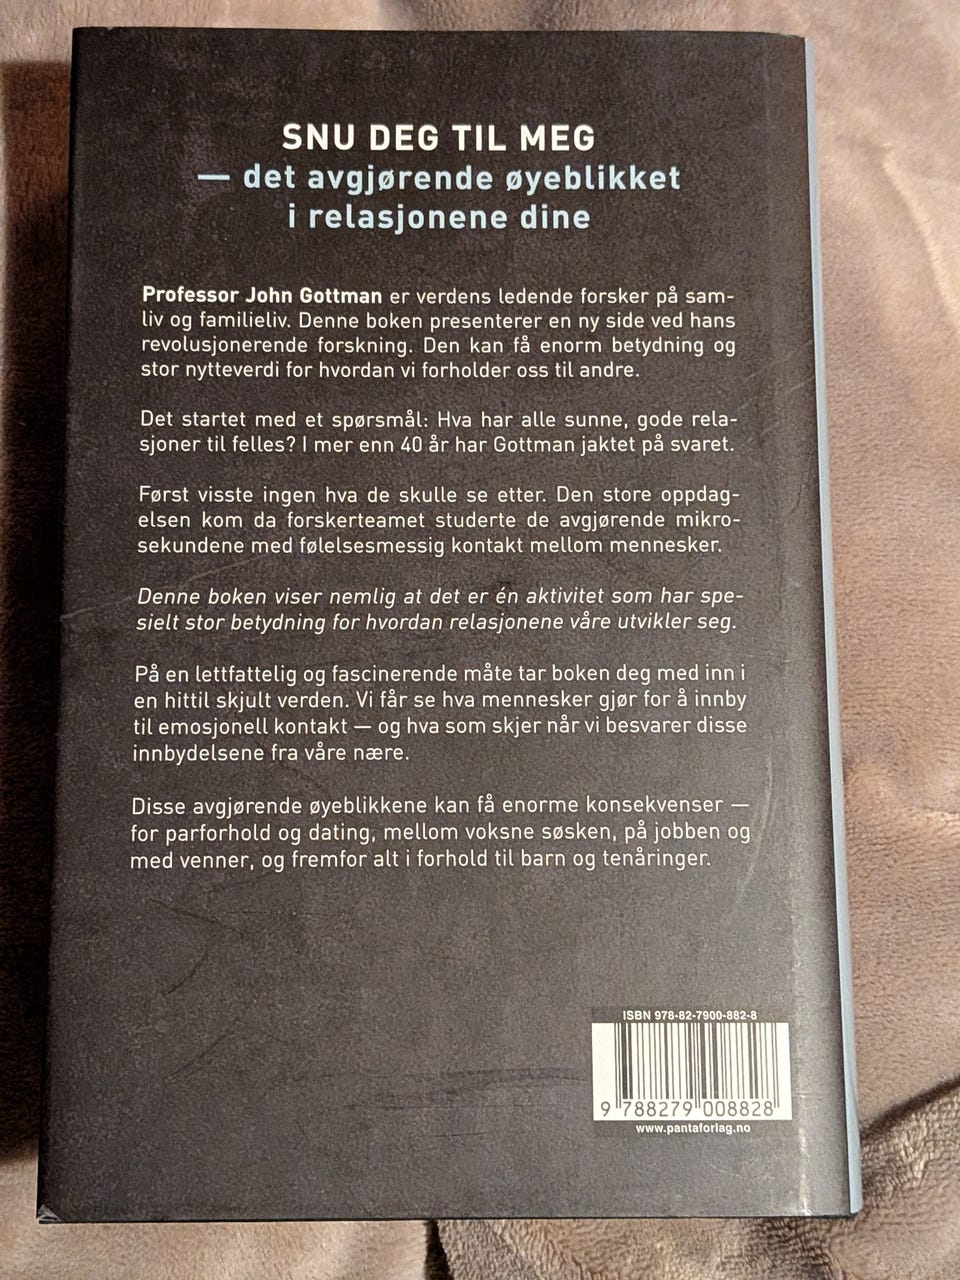 SNU DEG TIL MEG
— det avgjørende øyeblikket
i relasjonene dine
Professor John Gottman er verdens ledende forsker på sam-
liv og familieliv. Denne boken presenterer en ny side ved hans
revolusjonerende forskning. Den kan få enorm betydning og
stor nytteverdi for hvordan vi forholder oss til andre.
Det startet med et spørsmål: Hva har alle sunne, gode rela-
sjoner til felles? I mer enn 40 år har Gottman jaktet på svaret.
Først visste ingen hva de skulle se etter. Den store oppdag-
elsen kom da forskerteamet studerte de avgjørende mikro-
sekundene med følelsesmessig kontakt mellom mennesker.
Denne boken viser nemlig at det er én aktivitet som har spe-
sielt stor betydning for hvordan relasjonene våre utvikler seg.
På en lettfattelig og fascinerende måte tar boken deg med inn i
en hittil skjult verden. Vi får se hva mennesker gjør for å innby
til emosjonell kontakt — og hva som skjer når vi besvarer disse
innbydelsene fra våre nære.
Disse avgjørende øyeblikkene kan få enorme konsekvenser —
for parforhold og dating, mellom voksne søsken, på jobben og
med venner, og fremfor alt i forhold til barn og tenåringer.
ISBN 978-82-7900-882-8
9 788279 008828
www.pantaforlag.no